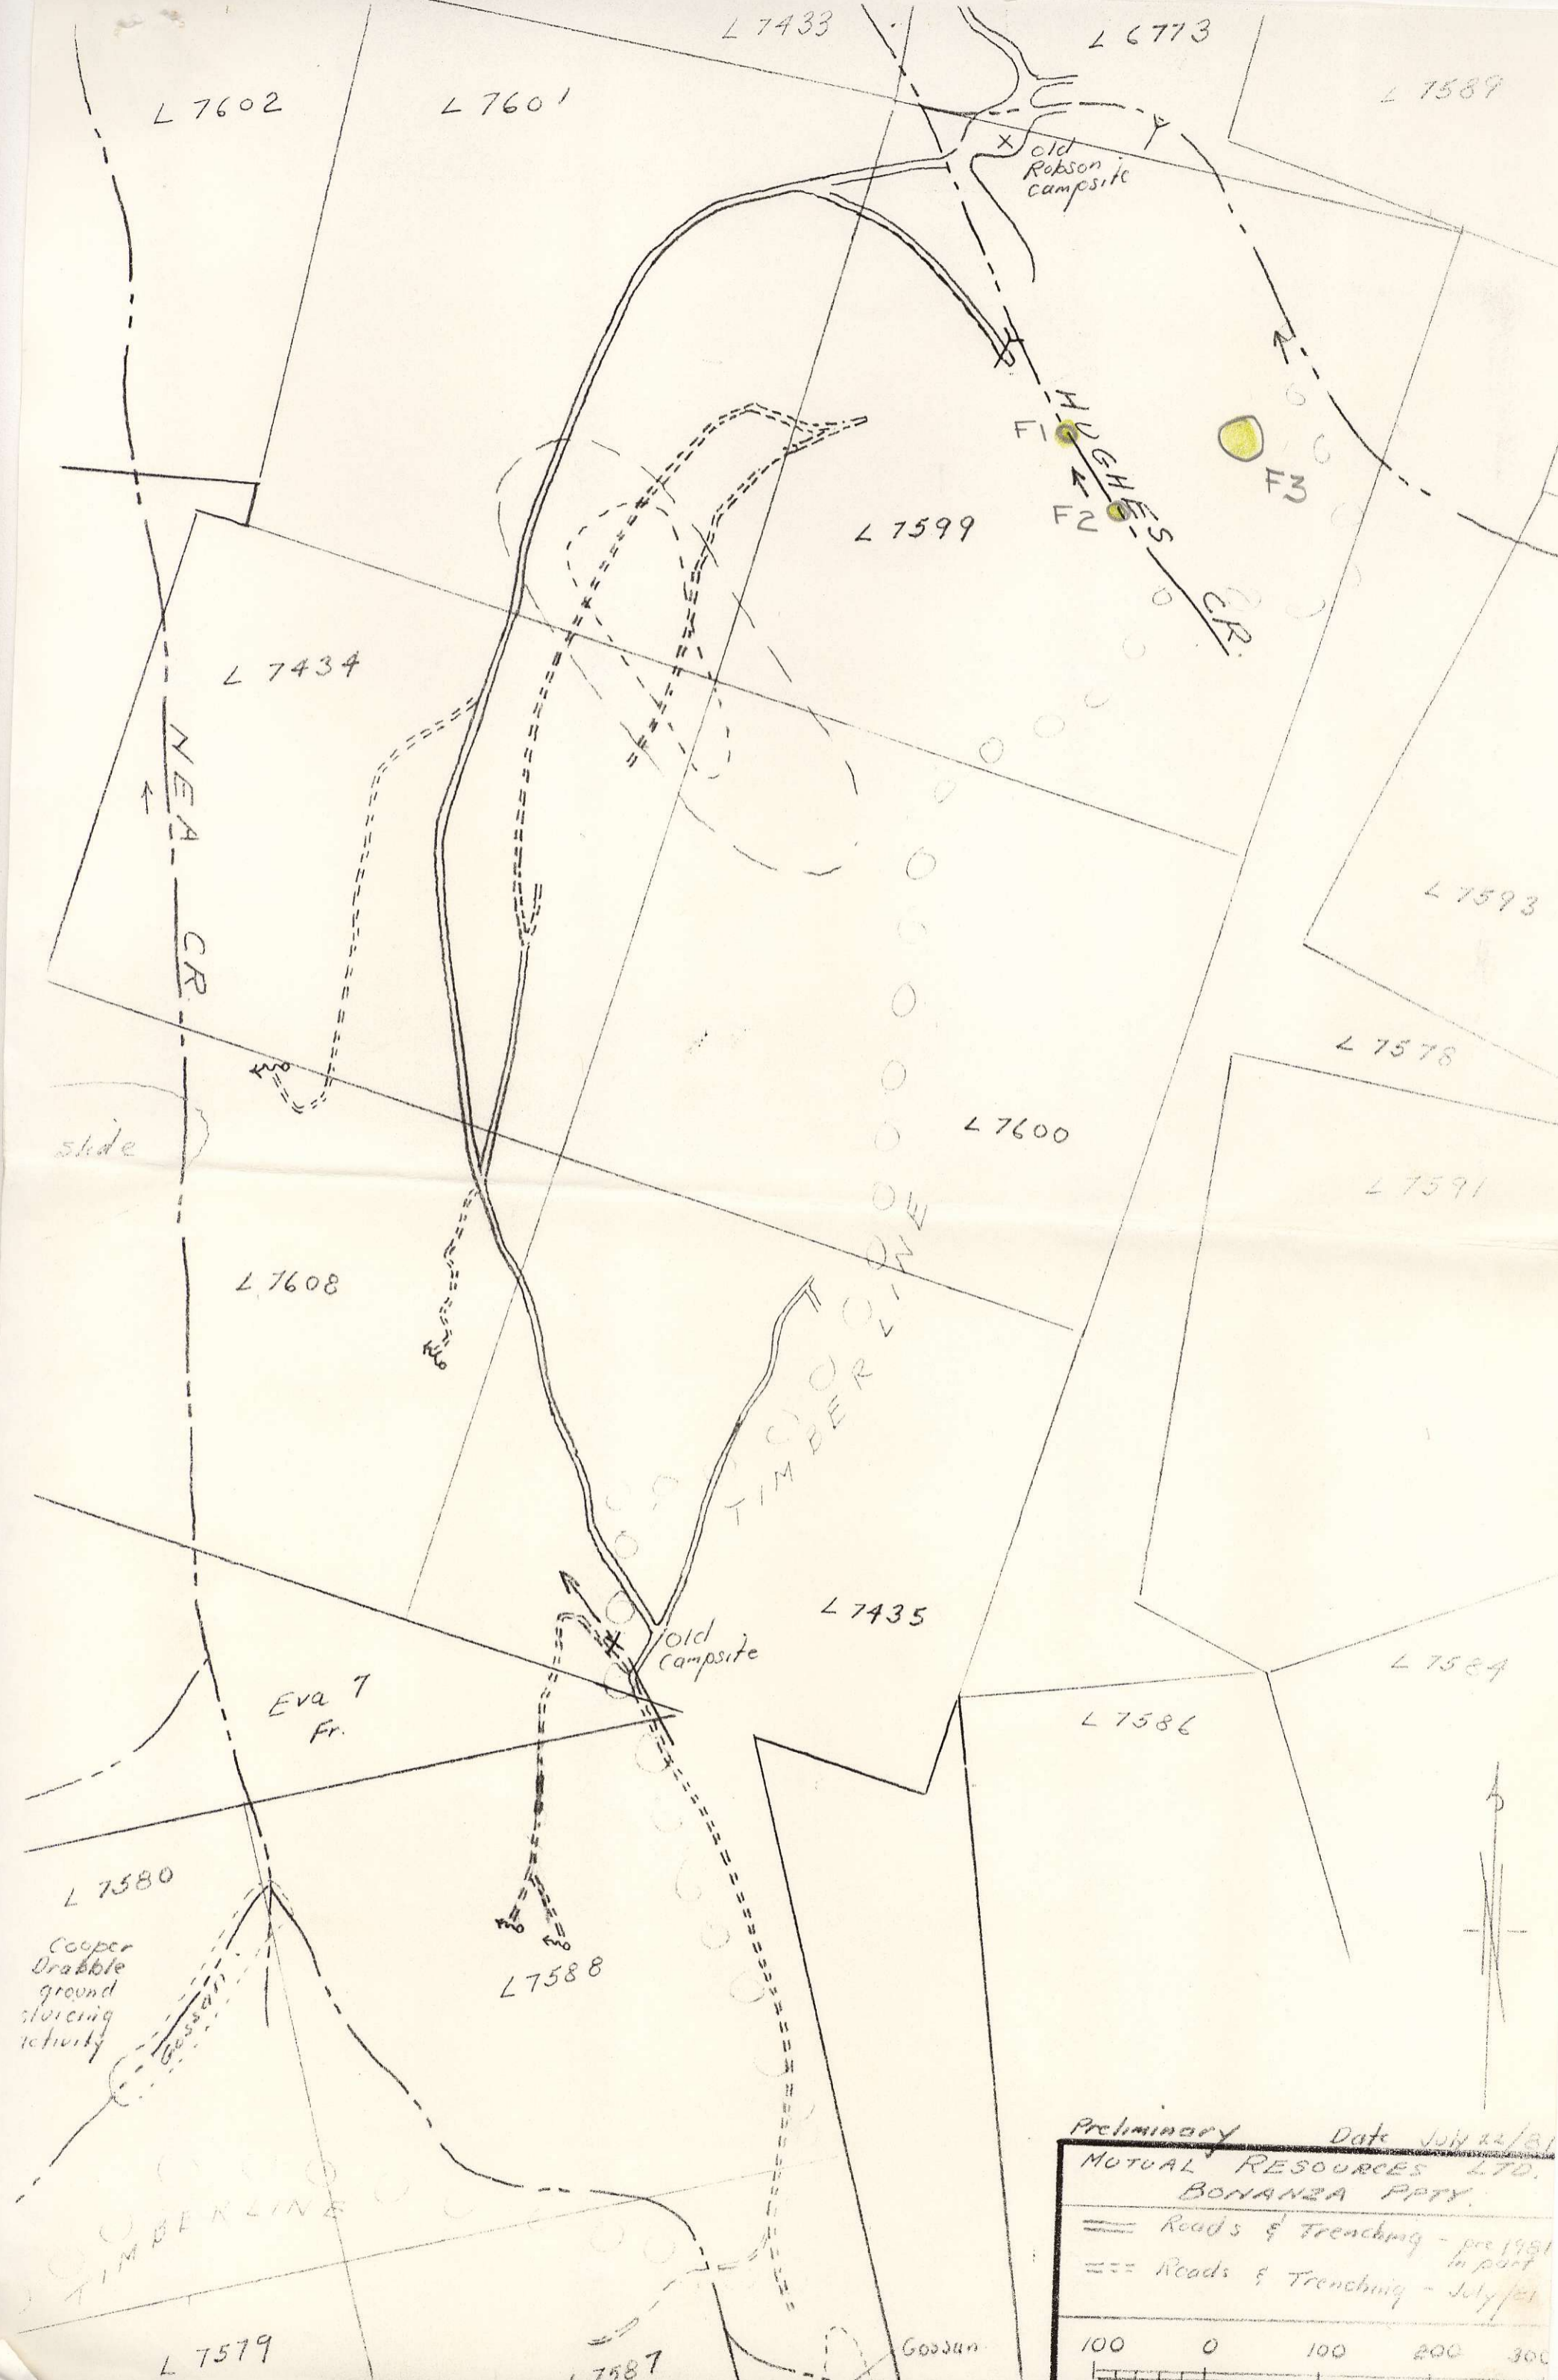 L 7433
L 6773
L 7589
L 7602
L 7601
X old
Robson
campsite
HUGHES CR.
F1
F2
F3
L 7599
L 7434
NEA CR.
L 7593
L 7578
slide
L 7600
L 7591
L 7608
TIMBERLINE
L 7435
X old
campsite
Eva 7
Fr.
L 7584
L 7586
L 7580
Cooper
Drabble
ground
sluicing
activity
Gossan
L 7588
Preliminary Date July 22/81
MUTUAL RESOURCES LTD.
BONANZA PPTY.
Roads & Trenching - pre 1981
in part
Roads & Trenching - July/81
TIMBERLINE
L 7579
L 7587
Gossan
100 0 100 200 300